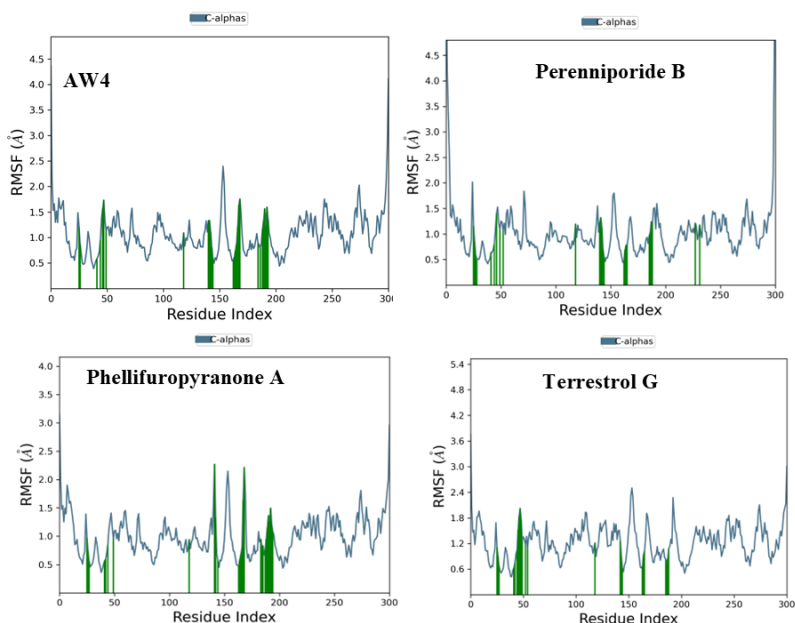 C-alphas
AW4
RMSF (Å)
4.5
4.0
3.5
3.0
2.5
2.0
1.5
1.0
0.5
0 50 100 150 200 250 300
Residue Index
C-alphas
Perenniporide B
RMSF (Å)
4.5
4.0
3.5
3.0
2.5
2.0
1.5
1.0
0.5
0 50 100 150 200 250 300
Residue Index
C-alphas
Phellifuropyranone A
RMSF (Å)
4.0
3.5
3.0
2.5
2.0
1.5
1.0
0.5
0 50 100 150 200 250 300
Residue Index
C-alphas
Terrestrol G
RMSF (Å)
5.4
4.8
4.2
3.6
3.0
2.4
1.8
1.2
0.6
0 50 100 150 200 250 300
Residue Index